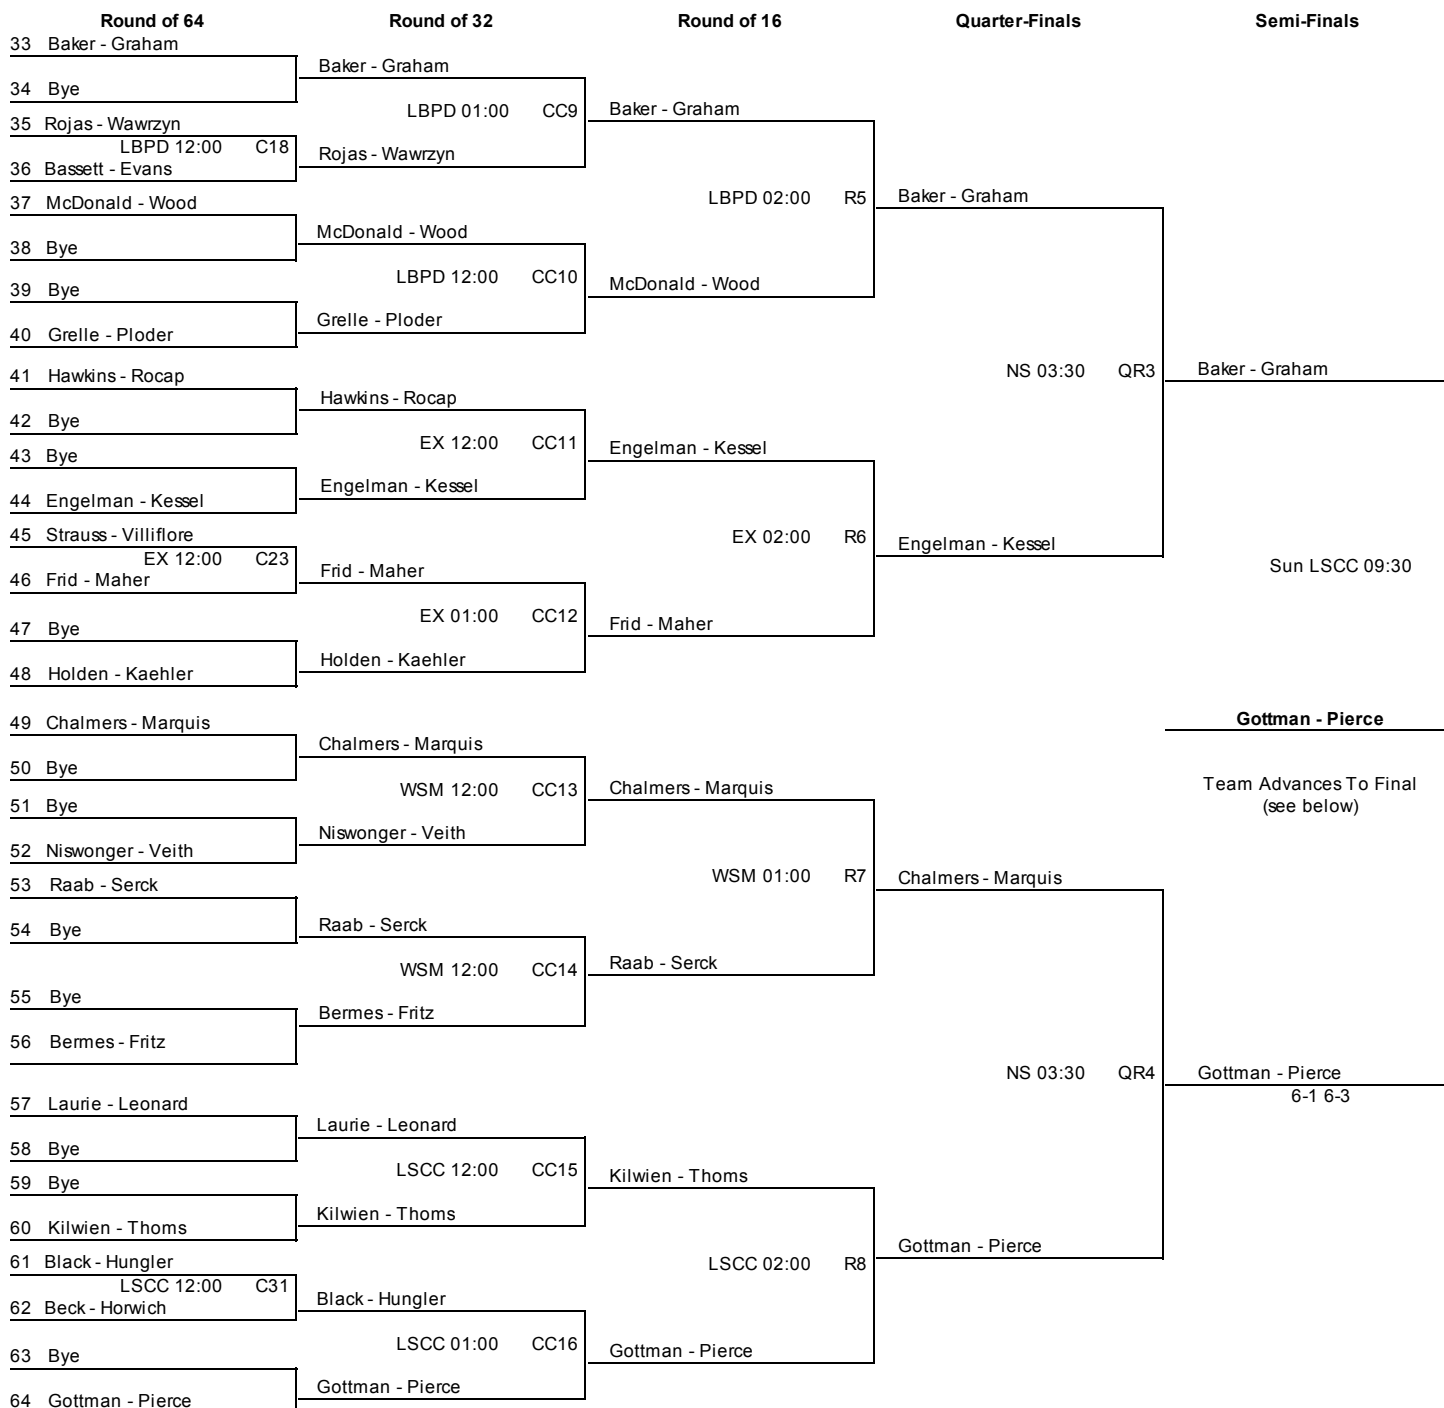 Round of 64 Round of 32 Round of 16 Quarter-Finals Semi-Finals
33 Baker - Graham
Baker - Graham
34 Bye
LBPD 01:00 CC9 Baker - Graham
35 Rojas - Wawrzyn
LBPD 12:00 C18
Rojas - Wawrzyn
36 Bassett - Evans
LBPD 02:00 R5 Baker - Graham
37 McDonald - Wood
McDonald - Wood
38 Bye
LBPD 12:00 CC10 McDonald - Wood
39 Bye
Grelle - Ploder
40 Grelle - Ploder
NS 03:30 QR3 Baker - Graham
41 Hawkins - Rocap
Hawkins - Rocap
42 Bye
EX 12:00 CC11 Engelman - Kessel
43 Bye
Engelman - Kessel
44 Engelman - Kessel
45 Strauss - Villiflore
EX 02:00 R6 Engelman - Kessel
EX 12:00 C23
Sun LSCC 09:30
Frid - Maher
46 Frid - Maher
EX 01:00 CC12 Frid - Maher
47 Bye
Holden - Kaehler
48 Holden - Kaehler
Gottman - Pierce
49 Chalmers - Marquis
Chalmers - Marquis
50 Bye
Team Advances To Final
WSM 12:00 CC13 Chalmers - Marquis
(see below)
51 Bye
Niswonger - Veith
52 Niswonger - Veith
WSM 01:00 R7 Chalmers - Marquis
53 Raab - Serck
Raab - Serck
54 Bye
WSM 12:00 CC14 Raab - Serck
55 Bye
Bermes - Fritz
56 Bermes - Fritz
NS 03:30 QR4 Gottman - Pierce
6-1 6-3
57 Laurie - Leonard
Laurie - Leonard
58 Bye
LSCC 12:00 CC15 Kilwien - Thoms
59 Bye
Kilwien - Thoms
60 Kilwien - Thoms
Gottman - Pierce
61 Black - Hungler
LSCC 02:00 R8
LSCC 12:00 C31
Black - Hungler
62 Beck - Horwich
LSCC 01:00 CC16 Gottman - Pierce
63 Bye
Gottman - Pierce
64 Gottman - Pierce